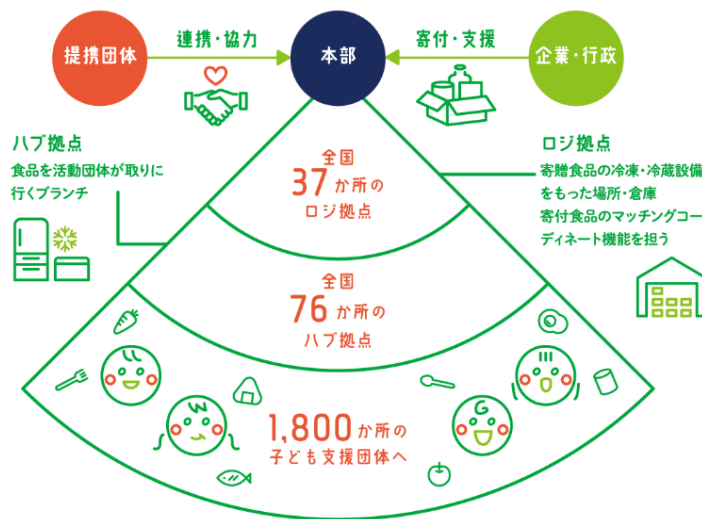 提携団体
連携・協力
本部
寄付・支援
企業・行政
ハブ拠点
食品を活動団体が取りに
行くブランチ
ロジ拠点
寄贈食品の冷凍・冷蔵設備
をもった場所・倉庫
寄付食品のマッチングコー
ディネート機能を担う
全国
37か所の
ロジ拠点
全国
76か所の
ハブ拠点
1,800か所の
子ども支援団体へ